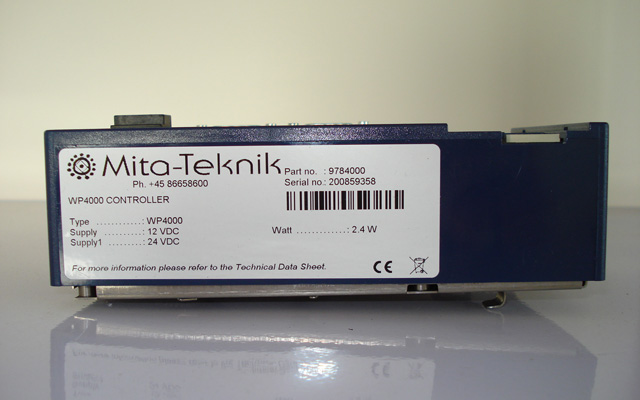 Mita-Teknik
Ph. +45 86658600
Part no. : 9784000
Serial no.: 200859358
WP4000 CONTROLLER
Type ............: WP4000
Supply ..........: 12 VDC
Supply1 .........: 24 VDC
Watt .............: 2.4 W
For more information please refer to the Technical Data Sheet.
CE